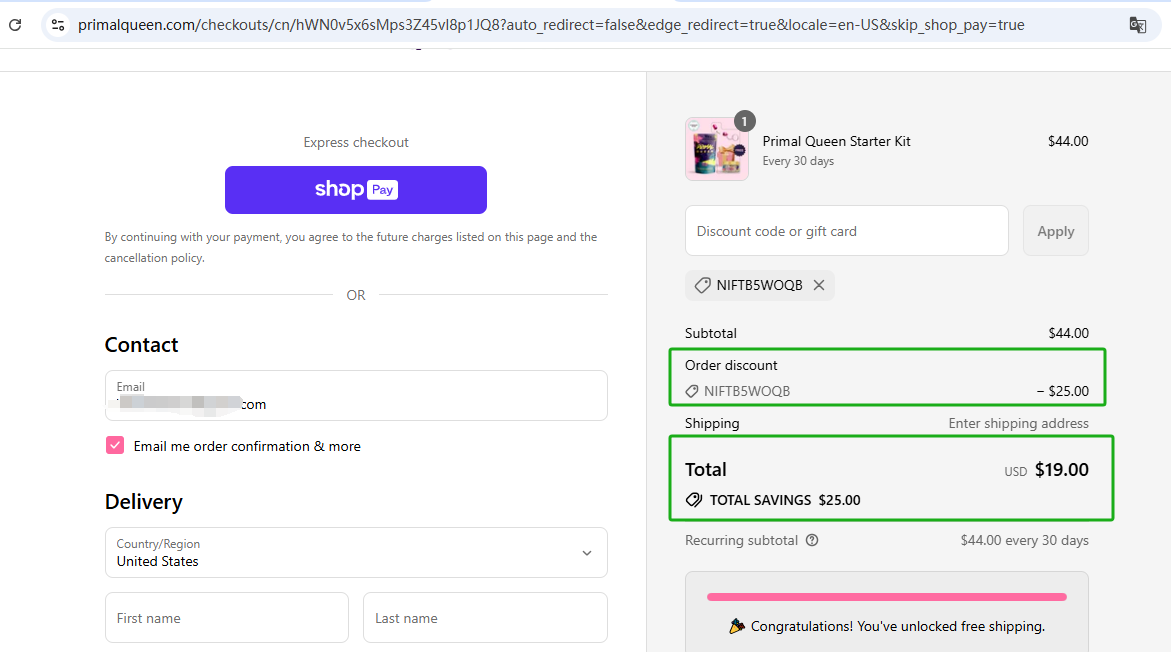 primalqueen.com/checkouts/cn/hWN0v5x6sMps3Z45vI8p1JQ8?auto_redirect=false&edge_redirect=true&locale=en-US&skip_shop_pay=true
Express checkout
shop Pay
By continuing with your payment, you agree to the future charges listed on this page and the
cancellation policy.
OR
Contact
Email
com
Email me order confirmation & more
Delivery
Country/Region
United States
First name
Last name
1
Primal Queen Starter Kit
$44.00
Every 30 days
Discount code or gift card
Apply
NIFTB5WOQB
Subtotal
$44.00
Order discount
NIFTB5WOQB
− $25.00
Shipping
Enter shipping address
Total
USD $19.00
TOTAL SAVINGS $25.00
Recurring subtotal
$44.00 every 30 days
Congratulations! You've unlocked free shipping.